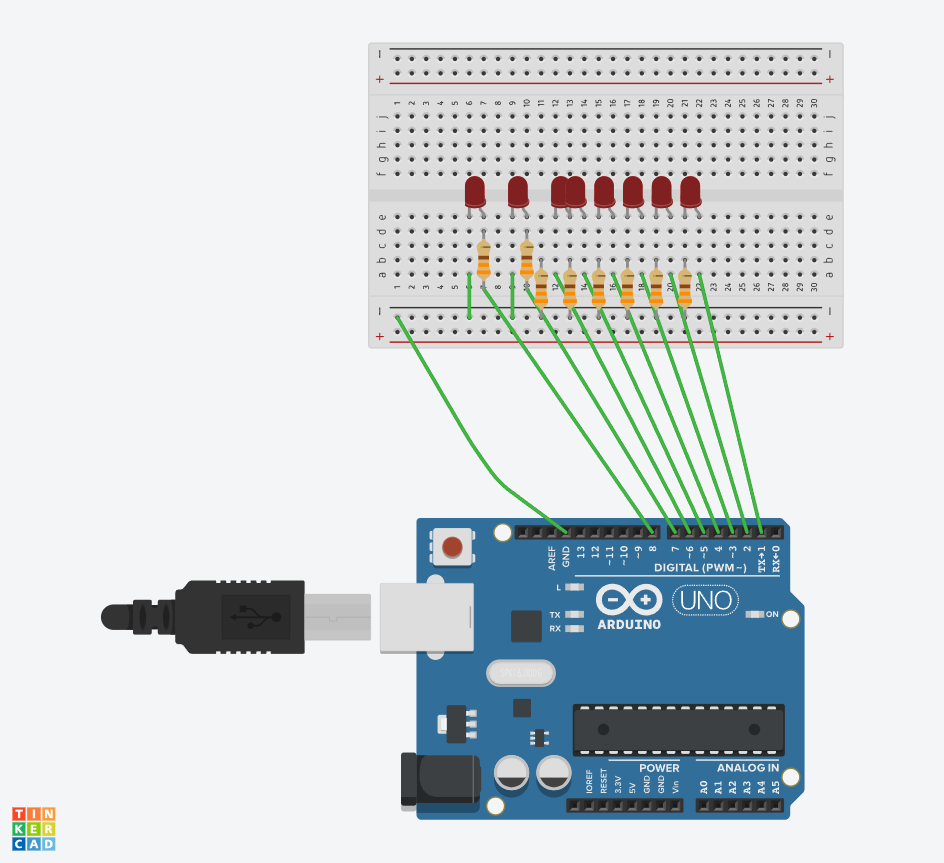 − −
+ +
1 2 3 4 5 6 7 8 9 10 11 12 13 14 15 16 17 18 19 20 21 22 23 24 25 26 27 28 29 30
j j
i i
h h
g g
f f
e e
d d
c c
b b
a a
1 2 3 4 5 6 7 8 9 10 11 12 13 14 15 16 17 18 19 20 21 22 23 24 25 26 27 28 29 30
− −
+ +
AREF GND 13 12 ~11 ~10 ~9 8 7 ~6 ~5 4 ~3 2 TX→1 RX←0
DIGITAL (PWM~)
L
TX
RX
ARDUINO
UNO
ON
POWER
ANALOG IN
IOREF RESET 3.3V 5V GND GND Vin A0 A1 A2 A3 A4 A5
TIN
KER
CAD